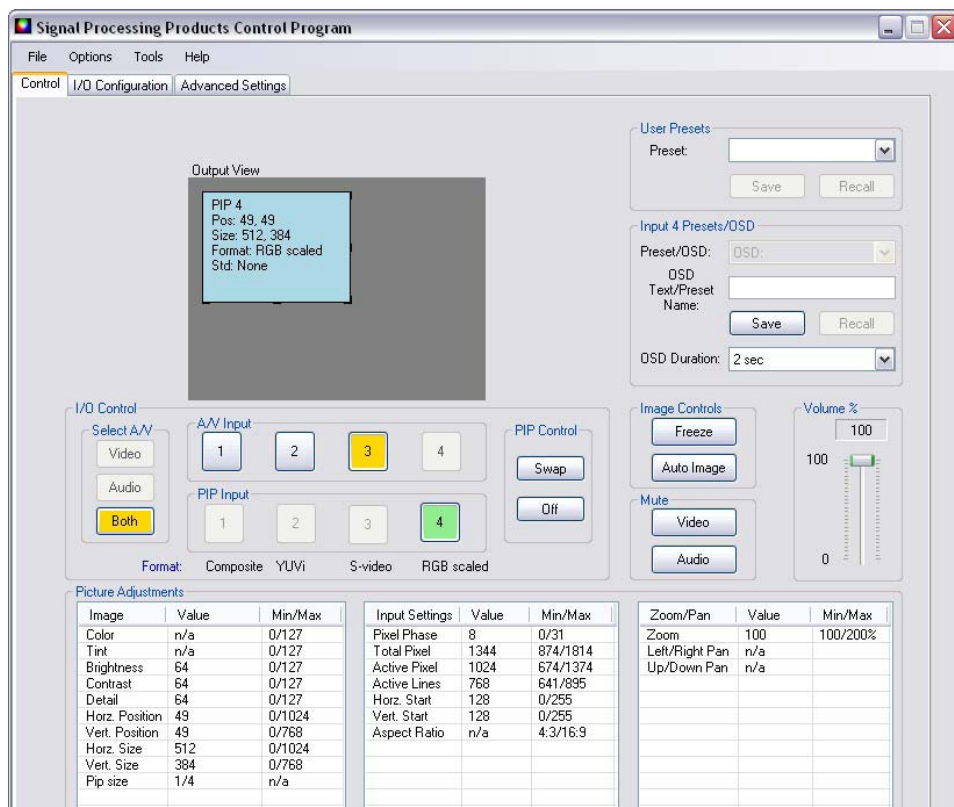 Signal Processing Products Control Program
File Options Tools Help
Control I/O Configuration Advanced Settings
Output View
PIP 4
Pos: 49, 49
Size: 512, 384
Format: RGB scaled
Std: None
User Presets
Preset:
Save Recall
Input 4 Presets/OSD
Preset/OSD: OSD:
OSD
Text/Preset
Name:
Save Recall
OSD Duration: 2 sec
I/O Control
Select A/V
Video
Audio
Both
A/V Input
1 2 3 4
PIP Input
1 2 3 4
Format: Composite YUVi S-video RGB scaled
PIP Control
Swap
Off
Image Controls
Freeze
Auto Image
Mute
Video
Audio
Volume %
100
100
0
Picture Adjustments
Image Value Min/Max
Color n/a 0/127
Tint n/a 0/127
Brightness 64 0/127
Contrast 64 0/127
Detail 64 0/127
Horz. Position 49 0/1024
Vert. Position 49 0/768
Horz. Size 512 0/1024
Vert. Size 384 0/768
Pip size 1/4 n/a
Input Settings Value Min/Max
Pixel Phase 8 0/31
Total Pixel 1344 874/1814
Active Pixel 1024 674/1374
Active Lines 768 641/895
Horz. Start 128 0/255
Vert. Start 128 0/255
Aspect Ratio n/a 4:3/16:9
Zoom/Pan Value Min/Max
Zoom 100 100/200%
Left/Right Pan n/a
Up/Down Pan n/a